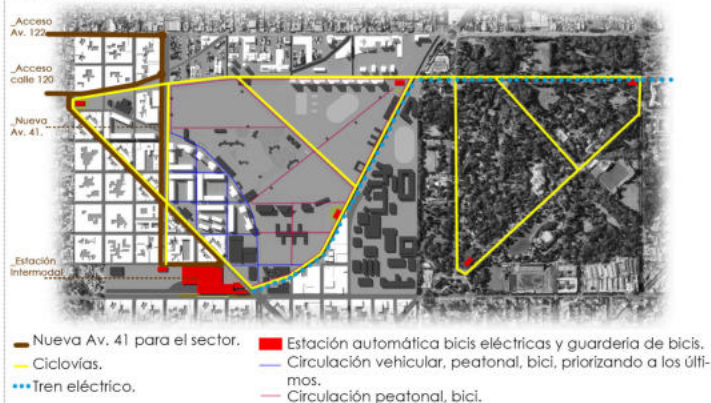 _Acceso
Av. 122
_Acceso
calle 120
_Nueva
Av. 41.
_Estación
Intermodal
Nueva Av. 41 para el sector.
Ciclovías.
Tren eléctrico.
Estación automática bicis eléctricas y guarderia de bicis.
Circulación vehicular, peatonal, bici, priorizando a los últi-
mos.
Circulación peatonal, bici.